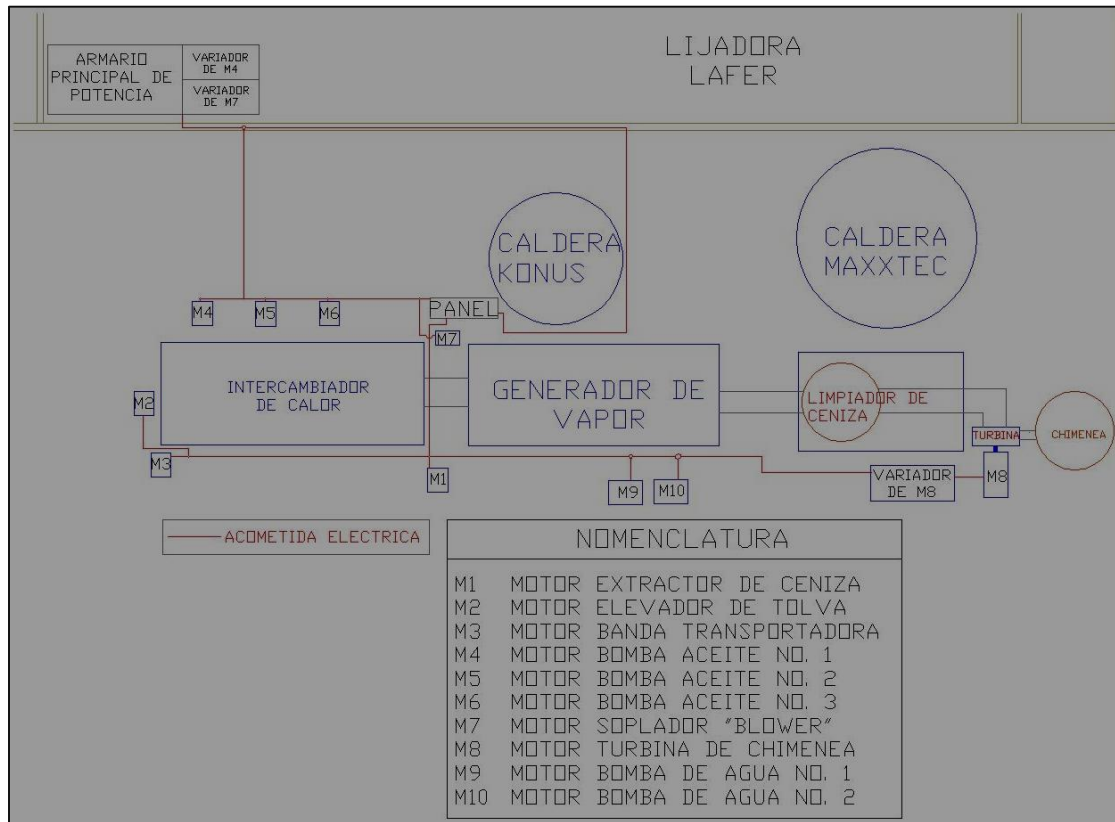 ARMARIO
PRINCIPAL DE
POTENCIA
VARIADOR
DE M4
VARIADOR
DE M7
LIJADORA
LAFER
CALDERA
KONUS
CALDERA
MAXXTEC
M4
M5
M6
PANEL
M7
INTERCAMBIADOR
DE CALOR
GENERADOR DE
VAPOR
LIMPIADOR DE
CENIZA
TURBINA
CHIMENEA
M2
M3
M1
M9
M10
VARIADOR
DE M8
M8
ACOMETIDA ELECTRICA
NOMENCLATURA
M1 MOTOR EXTRACTOR DE CENIZA
M2 MOTOR ELEVADOR DE TOLVA
M3 MOTOR BANDA TRANSPORTADORA
M4 MOTOR BOMBA ACEITE NO. 1
M5 MOTOR BOMBA ACEITE NO. 2
M6 MOTOR BOMBA ACEITE NO. 3
M7 MOTOR SOPLADOR "BLOWER"
M8 MOTOR TURBINA DE CHIMENEA
M9 MOTOR BOMBA DE AGUA NO. 1
M10 MOTOR BOMBA DE AGUA NO. 2